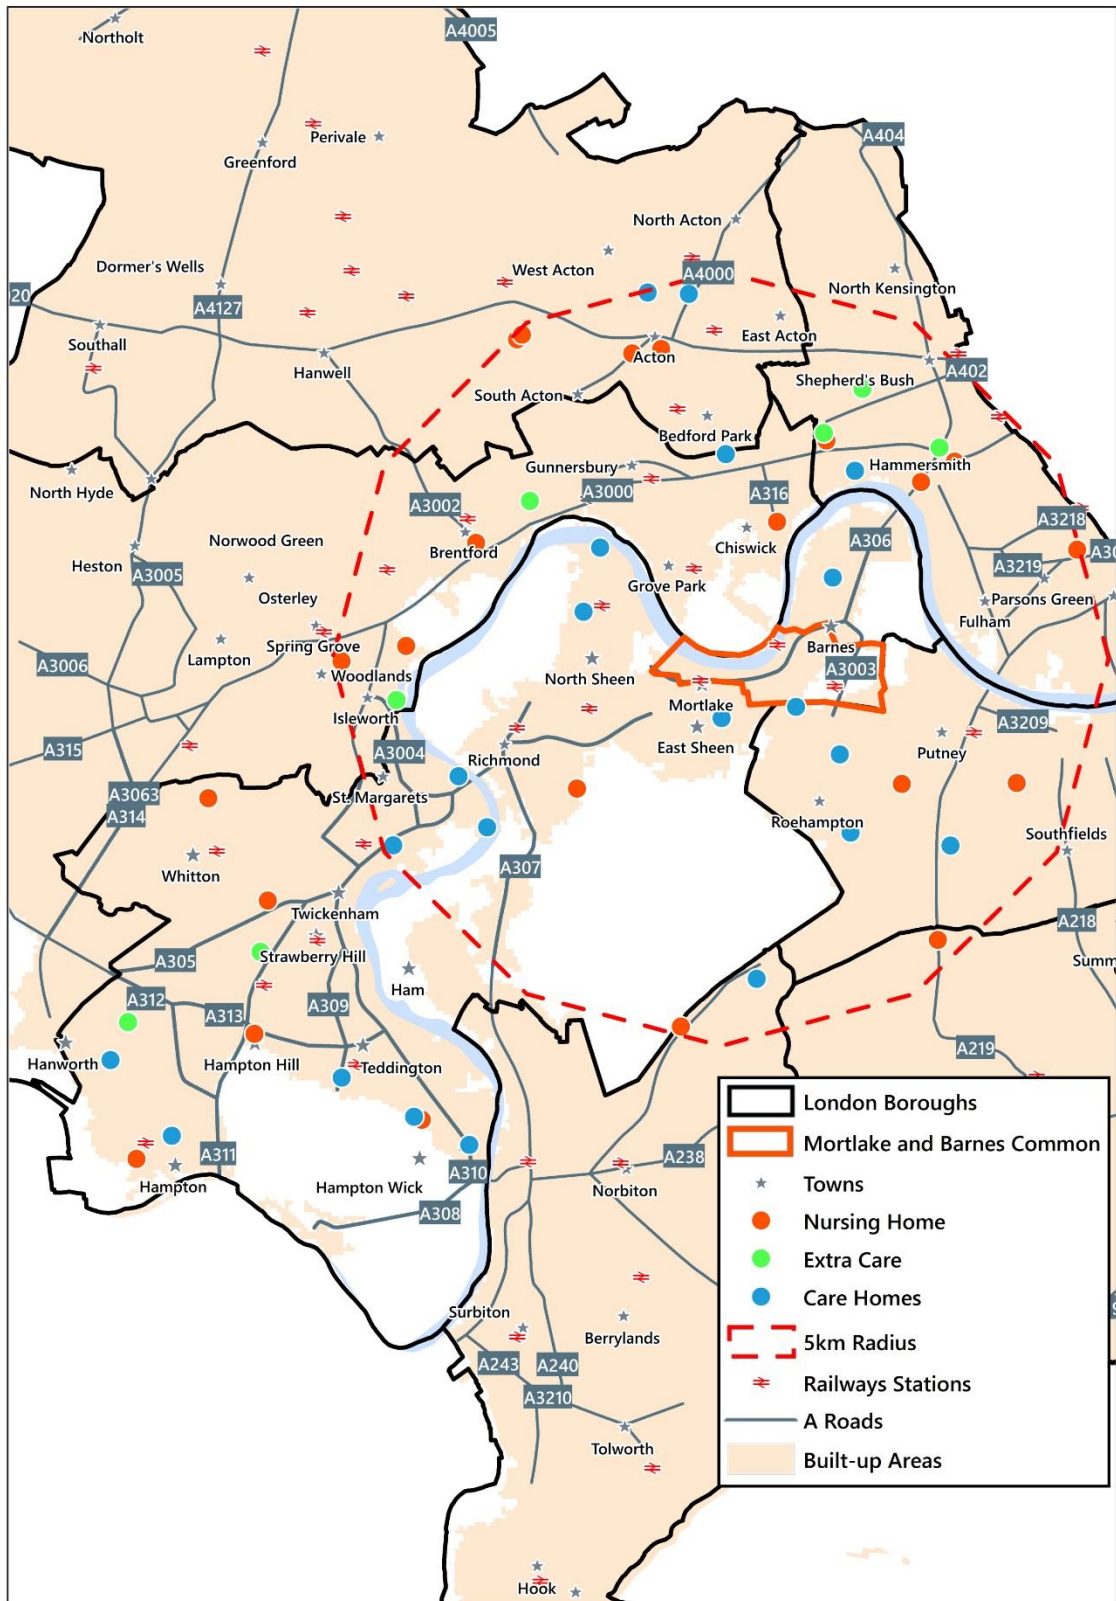 A4005
Northolt
A404
Perivale
Greenford
North Acton
West Acton
Dormer's Wells
A4000
North Kensington
20
A4127
East Acton
Southall
Acton
Hanwell
A402
Shepherd's Bush
South Acton
Bedford Park
Gunnersbury
Hammersmith
North Hyde
A3002
A3000
A316
A3218
Norwood Green
Brentford
Chiswick
A306
A30
Heston
A3005
Grove Park
A3219
Osterley
Parsons Green
Fulham
Spring Grove
Barnes
Lampton
A3006
Woodlands
North Sheen
A3003
Mortlake
Isleworth
A3209
A315
A3004
Richmond
East Sheen
Putney
A3063
St. Margarets
A314
Roehampton
Southfields
Whitton
A307
Twickenham
A218
Strawberry Hill
A305
Summ
Ham
A312
A309
A313
Hanworth
Hampton Hill
Teddington
A219
London Boroughs
Mortlake and Barnes Common
A238
A311
A310
Hampton
Hampton Wick
Norbiton
Towns
A308
Nursing Home
Extra Care
Care Homes
Surbiton
Berrylands
5km Radius
A243
A240
Railways Stations
A3210
A Roads
Tolworth
Built-up Areas
Hook